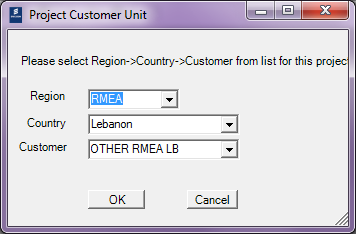 Project Customer Unit
Please select Region->Country->Customer from list for this project
Region RMEA
Country Lebanon
Customer OTHER RMEA LB
OK Cancel